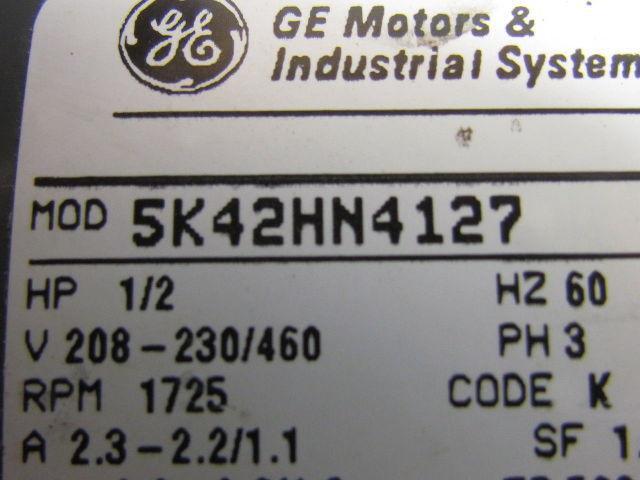 GE GE Motors &
Industrial System
MOD 5K42HN4127
HP 1/2 HZ 60
V 208-230/460 PH 3
RPM 1725 CODE K
A 2.3-2.2/1.1 SF 1.